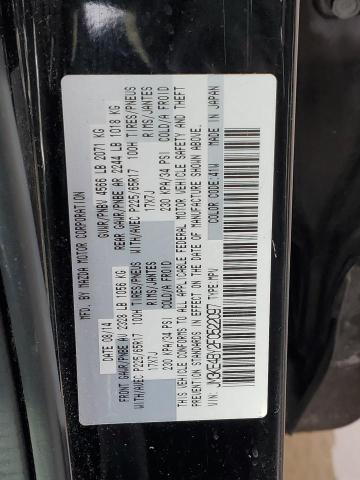 MFD. BY MAZDA MOTOR CORPORATION
DATE 08/14 GVWR/PNBV 4566 LB 2071 KG
FRONT GAWR/PNBE AV 2328 LB 1056 KG REAR GAWR/PNBE AR 2244 LB 1018 KG
WITH/AVEC P225/65R17 100H TIRES/PNEUS WITH/AVEC P225/65R17 100H TIRES/PNEUS
17X7J RIMS/JANTES 17X7J RIMS/JANTES
230 KPA/34 PSI COLD/A FROID 230 KPA/34 PSI COLD/A FROID
THIS VEHICLE CONFORMS TO ALL APPLICABLE FEDERAL MOTOR VEHICLE SAFETY AND THEFT
PREVENTION STANDARDS IN EFFECT ON THE DATE OF MANUFACTURE SHOWN ABOVE.
VIN: TYPE:MPV COLOR CODE:41W MADE IN JAPAN